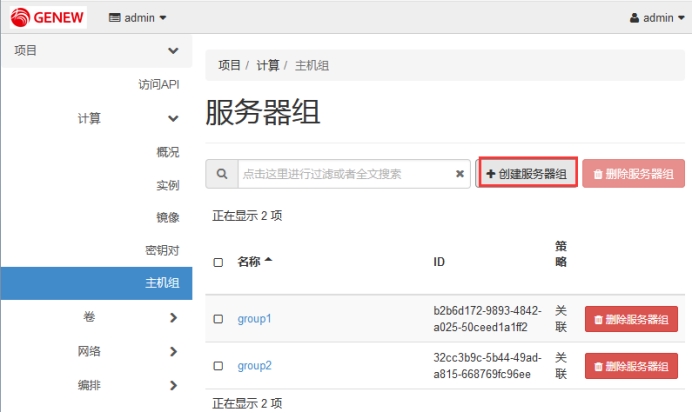 GENEW admin admin
项目
项目 / 计算 / 主机组
访问API
计算
服务器组
概况
实例
点击这里进行过滤或者全文搜索 创建服务器组 删除服务器组
镜像
正在显示 2 项
密钥对
名称 ID 策略
主机组
卷
group1 b2b6d172-9893-4842-a025-50ceed1a1ff2 关联 删除服务器组
网络
group2 32cc3b9c-5b44-49ad-a815-668769fc96ee 关联 删除服务器组
编排
正在显示 2 项